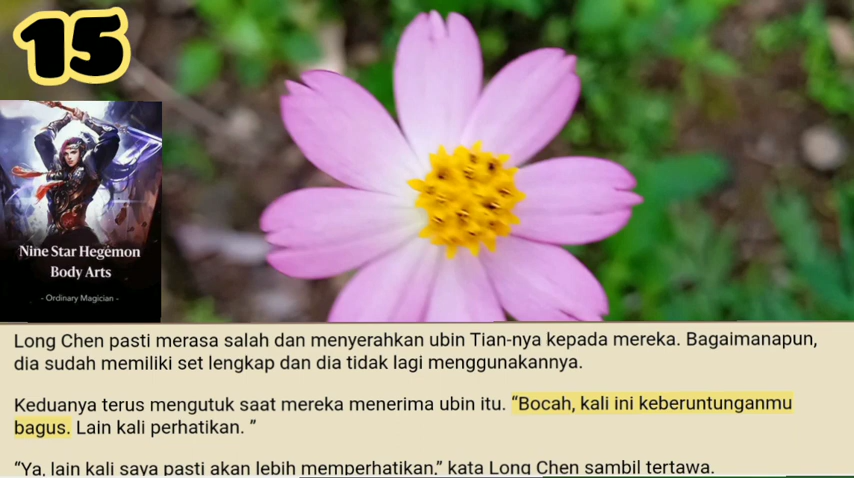 15
Nine Star Hegemon
Body Arts
- Ordinary Magician -
Long Chen pasti merasa salah dan menyerahkan ubin Tian-nya kepada mereka. Bagaimanapun,
dia sudah memiliki set lengkap dan dia tidak lagi menggunakannya.
Keduanya terus mengutuk saat mereka menerima ubin itu. “Bocah, kali ini keberuntunganmu
bagus. Lain kali perhatikan. ”
“Ya, lain kali saya pasti akan lebih memperhatikan.” kata Long Chen sambil tertawa.